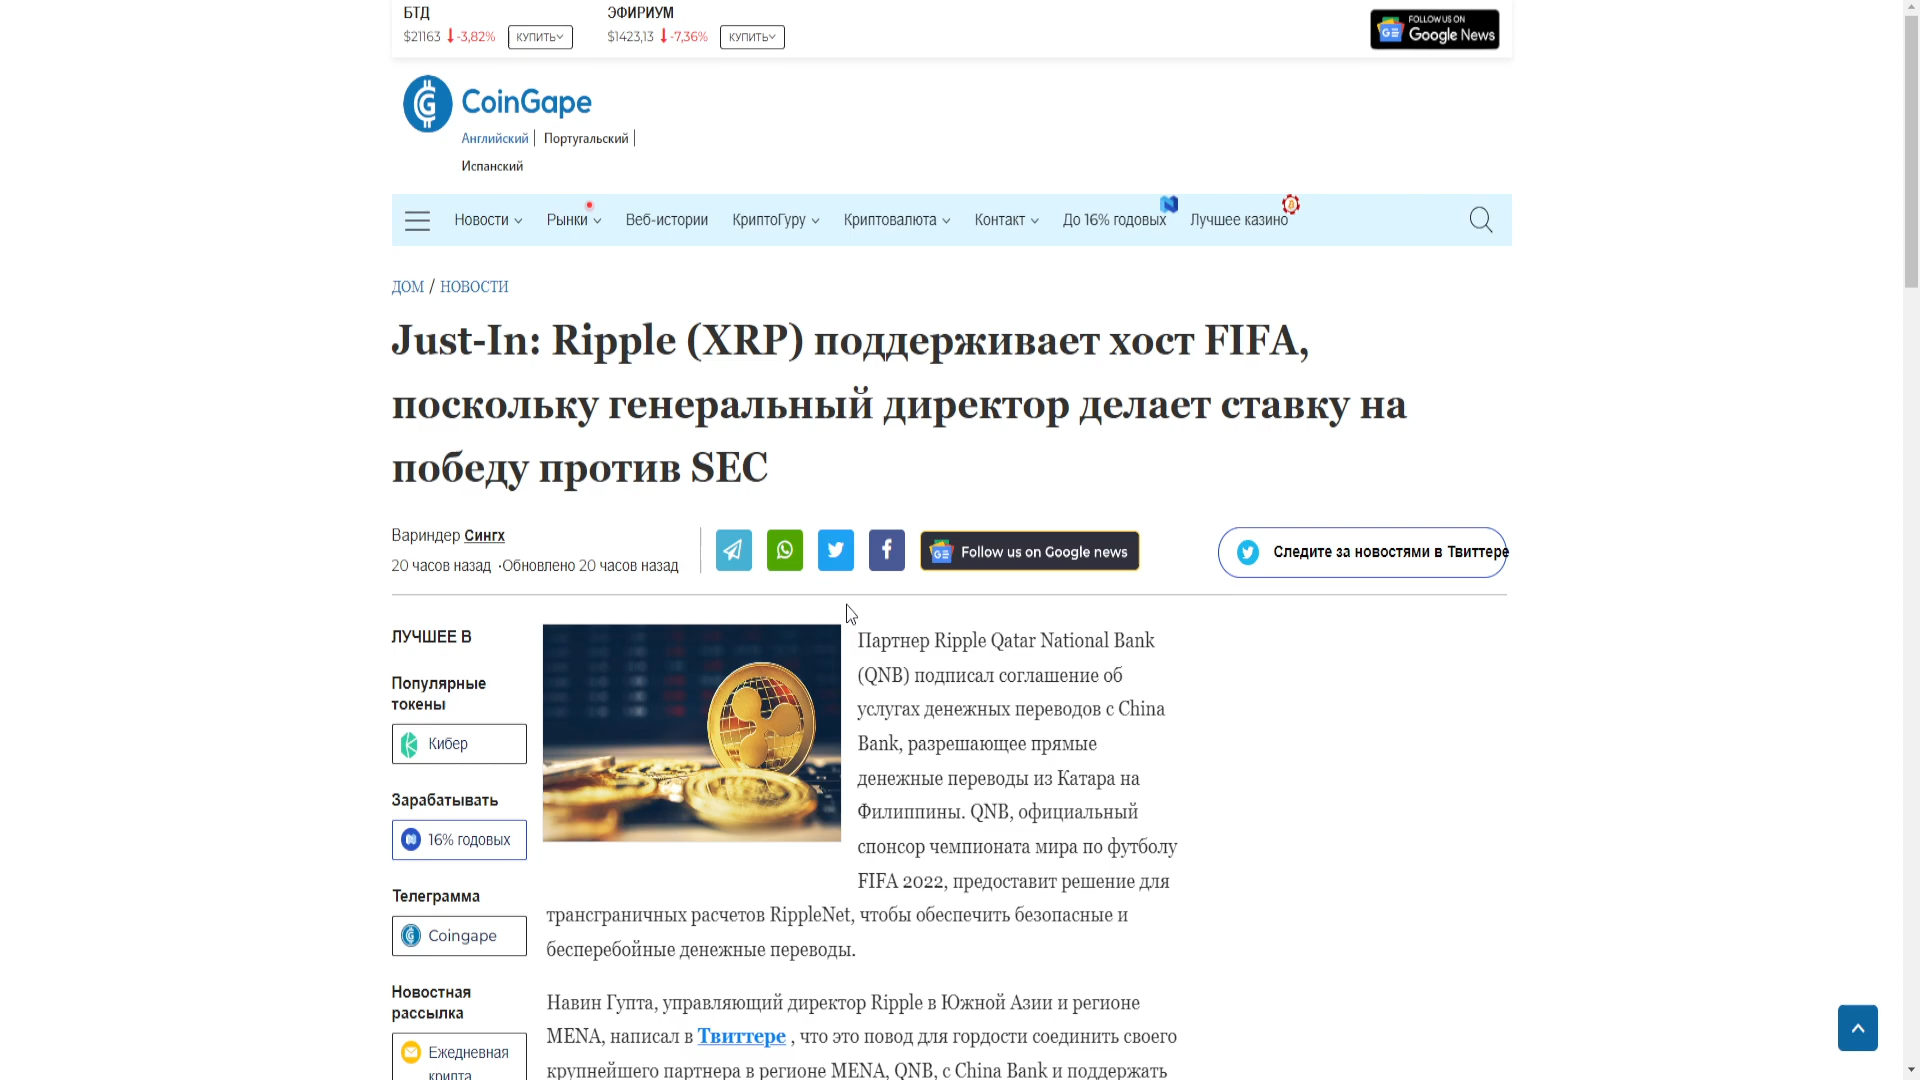 БТД
$21163 -3,82% КУПИТЬ
ЭФИРИУМ
$1423,13 -7,36% КУПИТЬ
FOLLOW US ON
Google News
CoinGape
Английский Португальский
Испанский
Новости Рынки Веб-истории КриптоГуру Криптовалюта Контакт До 16% годовых Лучшее казино
ДОМ / НОВОСТИ
Just-In: Ripple (XRP) поддерживает хост FIFA,
поскольку генеральный директор делает ставку на
победу против SEC
Вариндер Сингх
20 часов назад ·Обновлено 20 часов назад
Follow us on Google news
Следите за новостями в Твиттере
ЛУЧШЕЕ В
Популярные
токены
Кибер
Зарабатывать
16% годовых
Телеграмма
Coingape
Новостная
рассылка
Ежедневная
крипта
Партнер Ripple Qatar National Bank
(QNB) подписал соглашение об
услугах денежных переводов с China
Bank, разрешающее прямые
денежные переводы из Катара на
Филиппины. QNB, официальный
спонсор чемпионата мира по футболу
FIFA 2022, предоставит решение для
трансграничных расчетов RippleNet, чтобы обеспечить безопасные и
бесперебойные денежные переводы.
Навин Гупта, управляющий директор Ripple в Южной Азии и регионе
MENA, написал в Твиттере , что это повод для гордости соединить своего
крупнейшего партнера в регионе MENA, QNB, с China Bank и поддержать